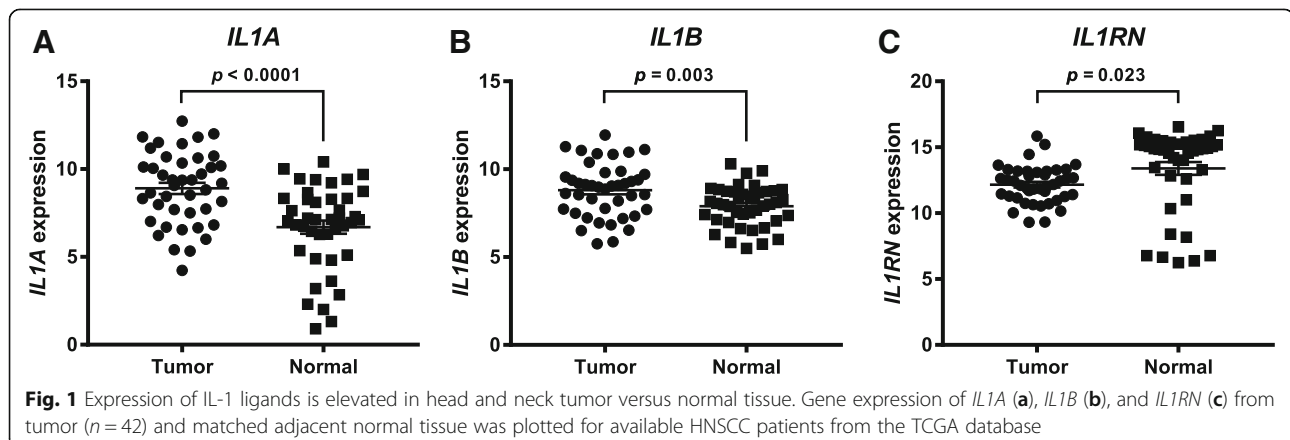 A
IL1A
p < 0.0001
15
10
5
0
IL1A expression
Tumor
Normal
B
IL1B
p = 0.003
15
10
5
0
IL1B expression
Tumor
Normal
C
IL1RN
p = 0.023
20
15
10
5
0
IL1RN expression
Tumor
Normal
Fig. 1 Expression of IL-1 ligands is elevated in head and neck tumor versus normal tissue. Gene expression of IL1A (a), IL1B (b), and IL1RN (c) from
tumor (n = 42) and matched adjacent normal tissue was plotted for available HNSCC patients from the TCGA database